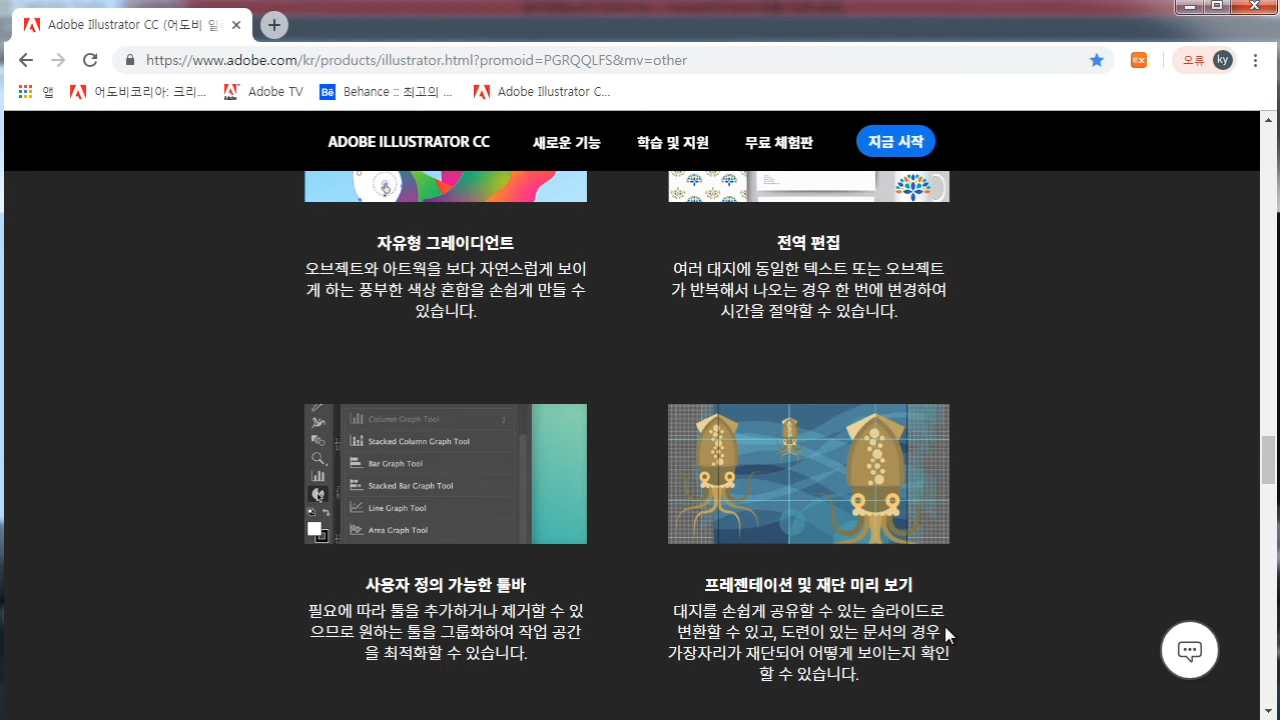 Adobe Illustrator CC (어도비 일
https://www.adobe.com/kr/products/illustrator.html?promoid=PGRQQLFS&mv=other
오류
ky
앱
어도비코리아: 크리...
Adobe TV
Bē
Behance :: 최고의 ...
Adobe Illustrator C...
ADOBE ILLUSTRATOR CC
새로운 기능
학습 및 지원
무료 체험판
지금 시작
자유형 그레이디언트
오브젝트와 아트웍을 보다 자연스럽게 보이
게 하는 풍부한 색상 혼합을 손쉽게 만들 수
있습니다.
전역 편집
여러 대지에 동일한 텍스트 또는 오브젝트
가 반복해서 나오는 경우 한 번에 변경하여
시간을 절약할 수 있습니다.
Column Graph Tool
Stacked Column Graph Tool
Bar Graph Tool
Stacked Bar Graph Tool
Line Graph Tool
Area Graph Tool
사용자 정의 가능한 툴바
필요에 따라 툴을 추가하거나 제거할 수 있
으므로 원하는 툴을 그룹화하여 작업 공간
을 최적화할 수 있습니다.
프레젠테이션 및 재단 미리 보기
대지를 손쉽게 공유할 수 있는 슬라이드로
변환할 수 있고, 도련이 있는 문서의 경우
가장자리가 재단되어 어떻게 보이는지 확인
할 수 있습니다.